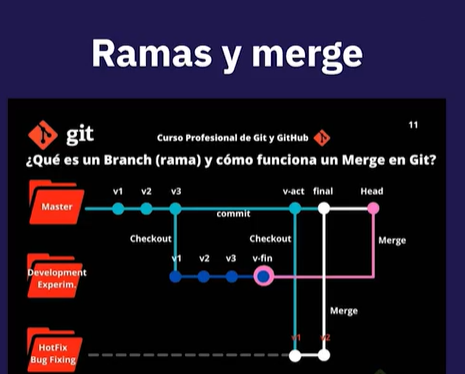 Ramas y merge
git
Curso Profesional de Git y GitHub
11
¿Qué es un Branch (rama) y cómo funciona un Merge en Git?
v1 v2 v3 v-act final Head
Master
commit
Checkout Checkout Merge
v1 v2 v3 v-fin
Development
Experim.
Merge
v1 v2
HotFix
Bug Fixing